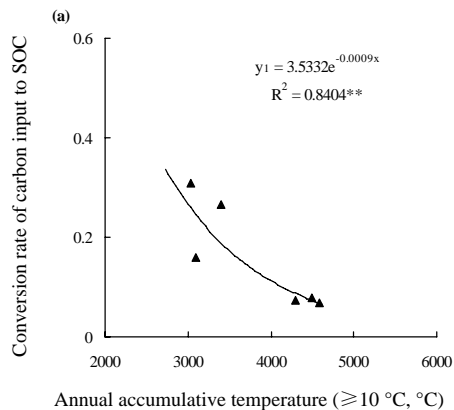 (a)
Conversion rate of carbon input to SOC
0.6
0.4
0.2
0
y1 = 3.5332e^-0.0009x
R^2 = 0.8404**
2000 3000 4000 5000 6000
Annual accumulative temperature (≥10 °C, °C)